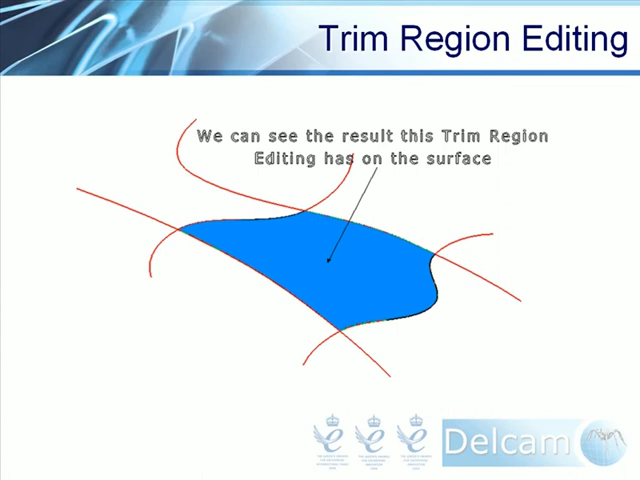 Trim Region Editing
We can see the result this Trim Region
Editing has on the surface
Delcam